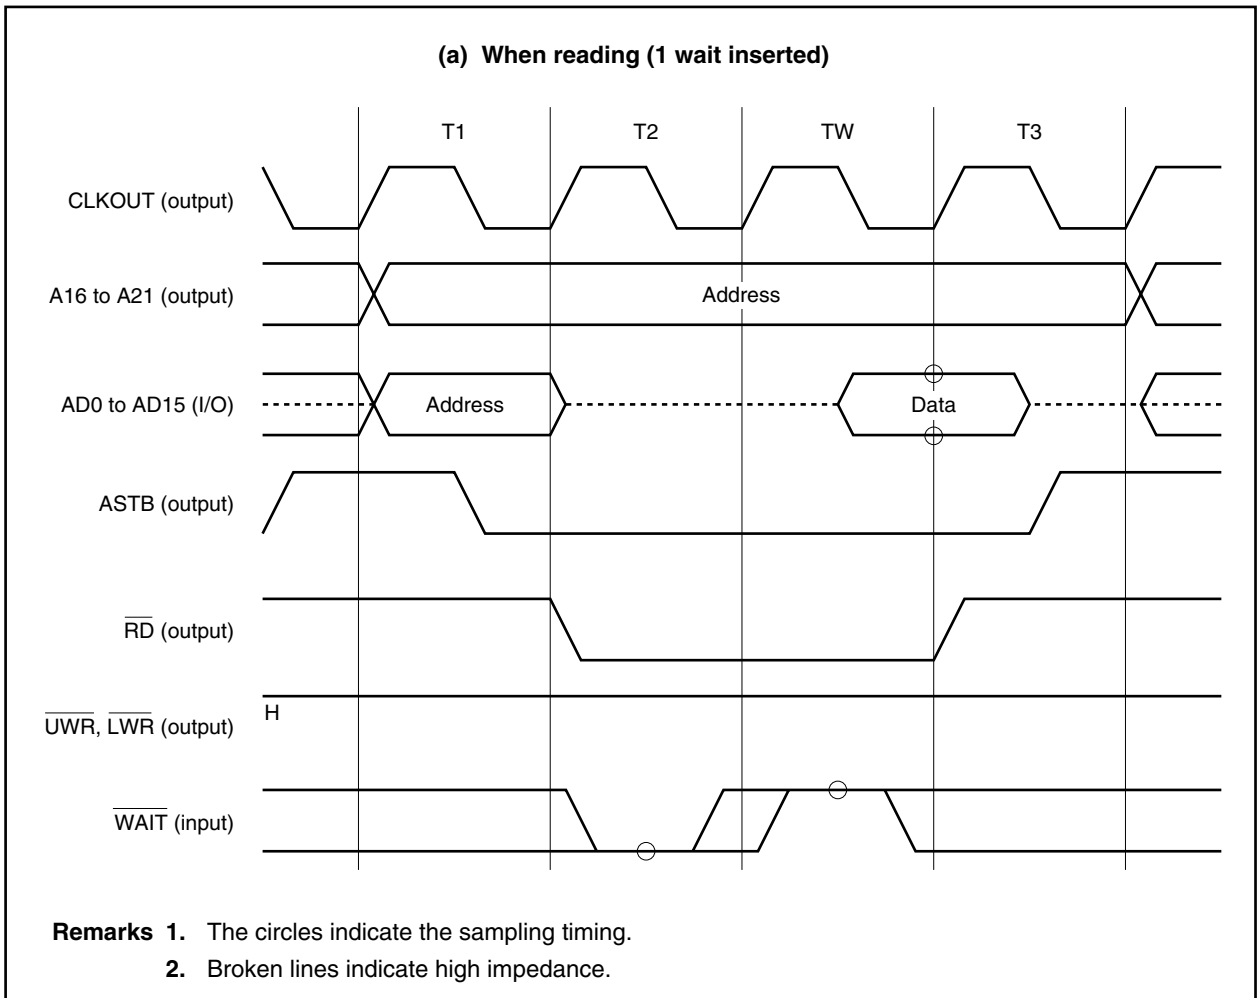 (a) When reading (1 wait inserted)
T1 T2 TW T3
CLKOUT (output)
A16 to A21 (output) Address
AD0 to AD15 (I/O) Address Data
ASTB (output)
RD (output)
H
UWR, LWR (output)
WAIT (input)
Remarks 1. The circles indicate the sampling timing.
2. Broken lines indicate high impedance.